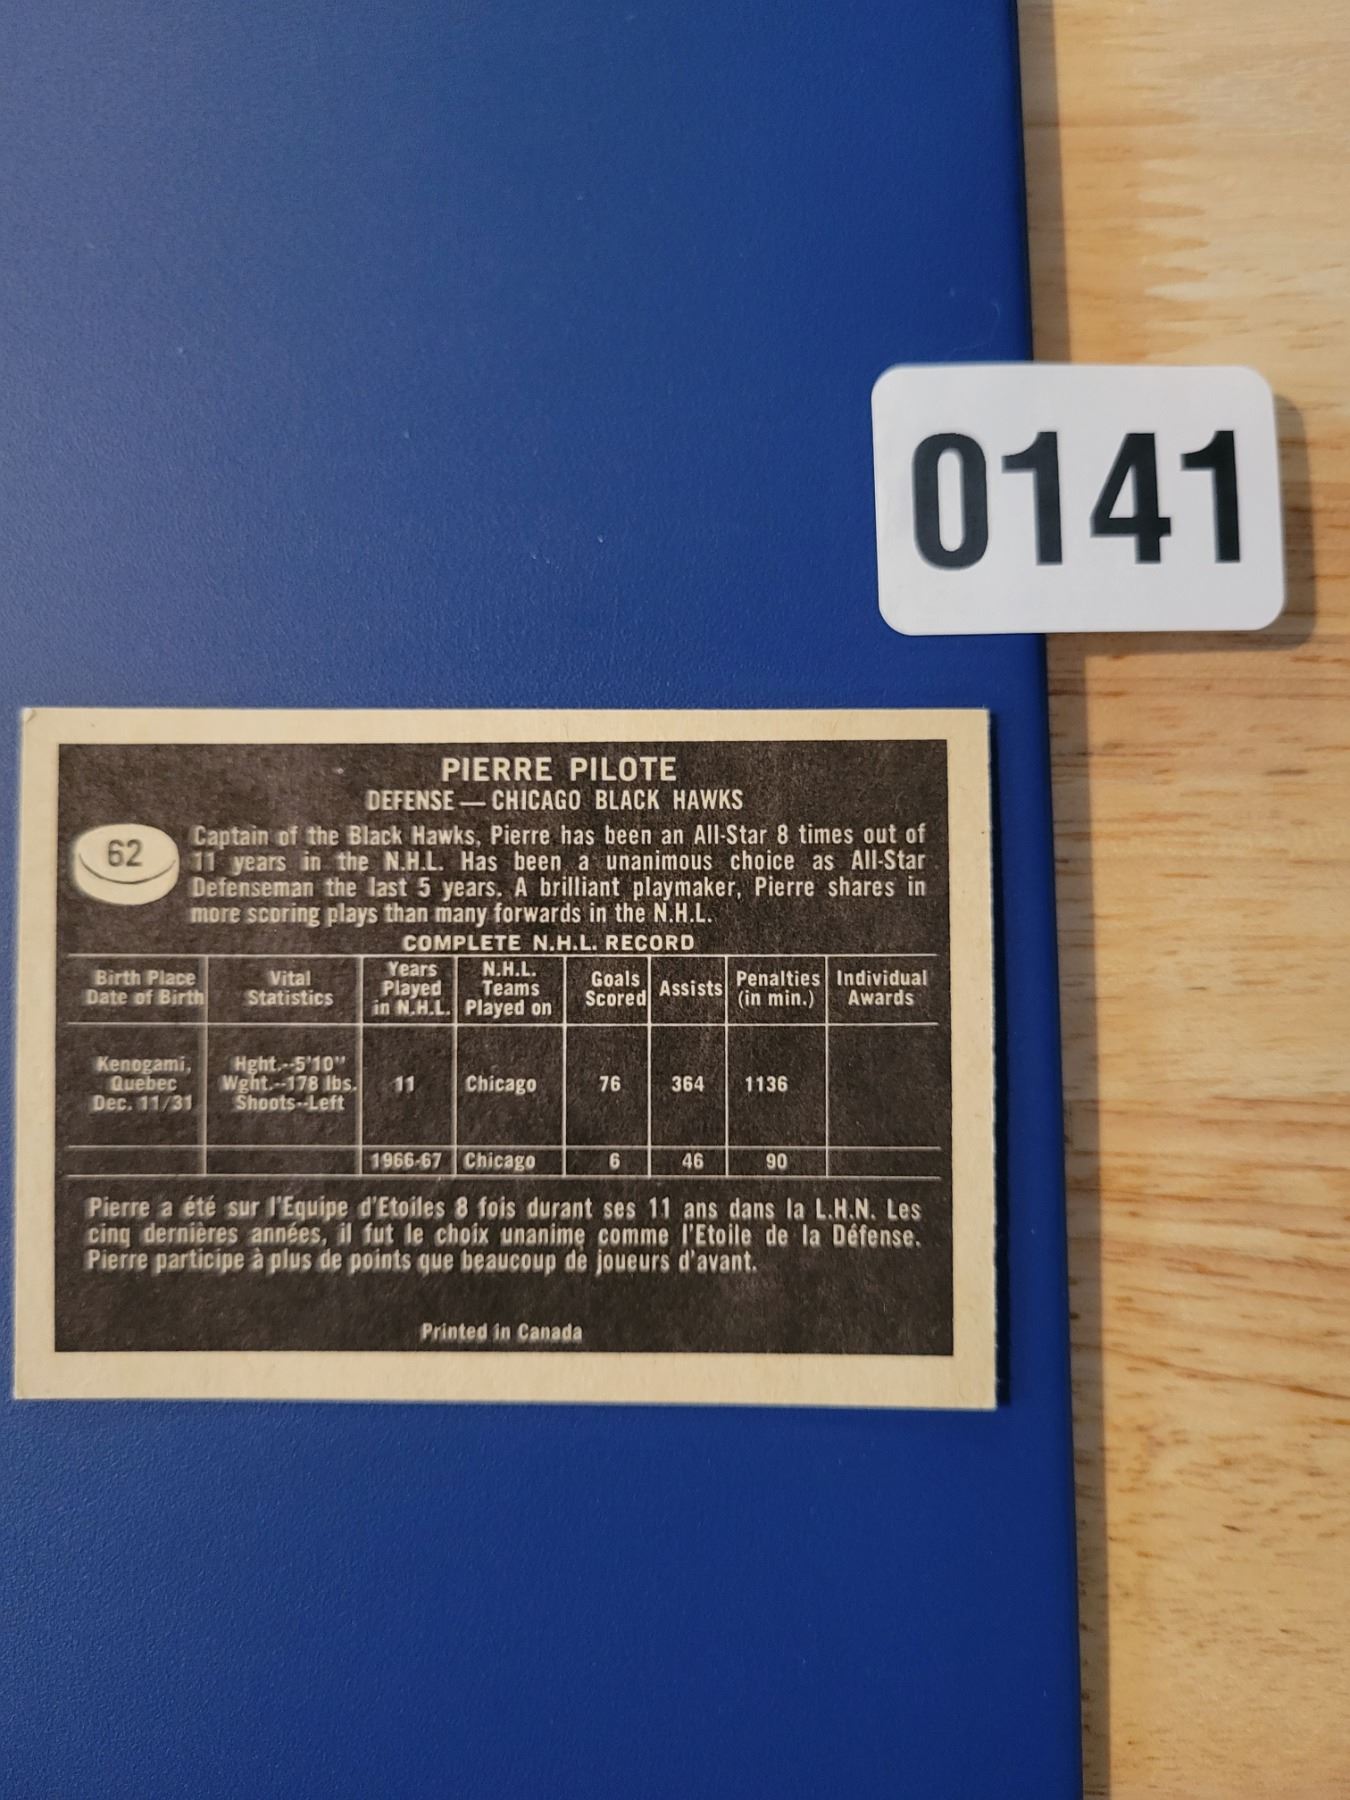 0141
PIERRE PILOTE
DEFENSE — CHICAGO BLACK HAWKS
62
Captain of the Black Hawks, Pierre has been an All-Star 8 times out of
11 years in the N.H.L. Has been a unanimous choice as All-Star
Defenseman the last 5 years. A brilliant playmaker, Pierre shares in
more scoring plays than many forwards in the N.H.L.
COMPLETE N.H.L. RECORD
Birth Place Date of Birth | Vital Statistics | Years Played in N.H.L. | N.H.L. Teams Played on | Goals Scored | Assists | Penalties (in min.) | Individual Awards
Kenogami, Quebec Dec. 11/31 | Hght.--5'10" Wght.--178 lbs. Shoots--Left | 11 | Chicago | 76 | 364 | 1136
1966-67 | Chicago | 6 | 46 | 90
Pierre a été sur l'Equipe d'Etoiles 8 fois durant ses 11 ans dans la L.H.N. Les
cinq dernières années, il fut le choix unanime comme l'Etoile de la Défense.
Pierre participe à plus de points que beaucoup de joueurs d'avant.
Printed in Canada